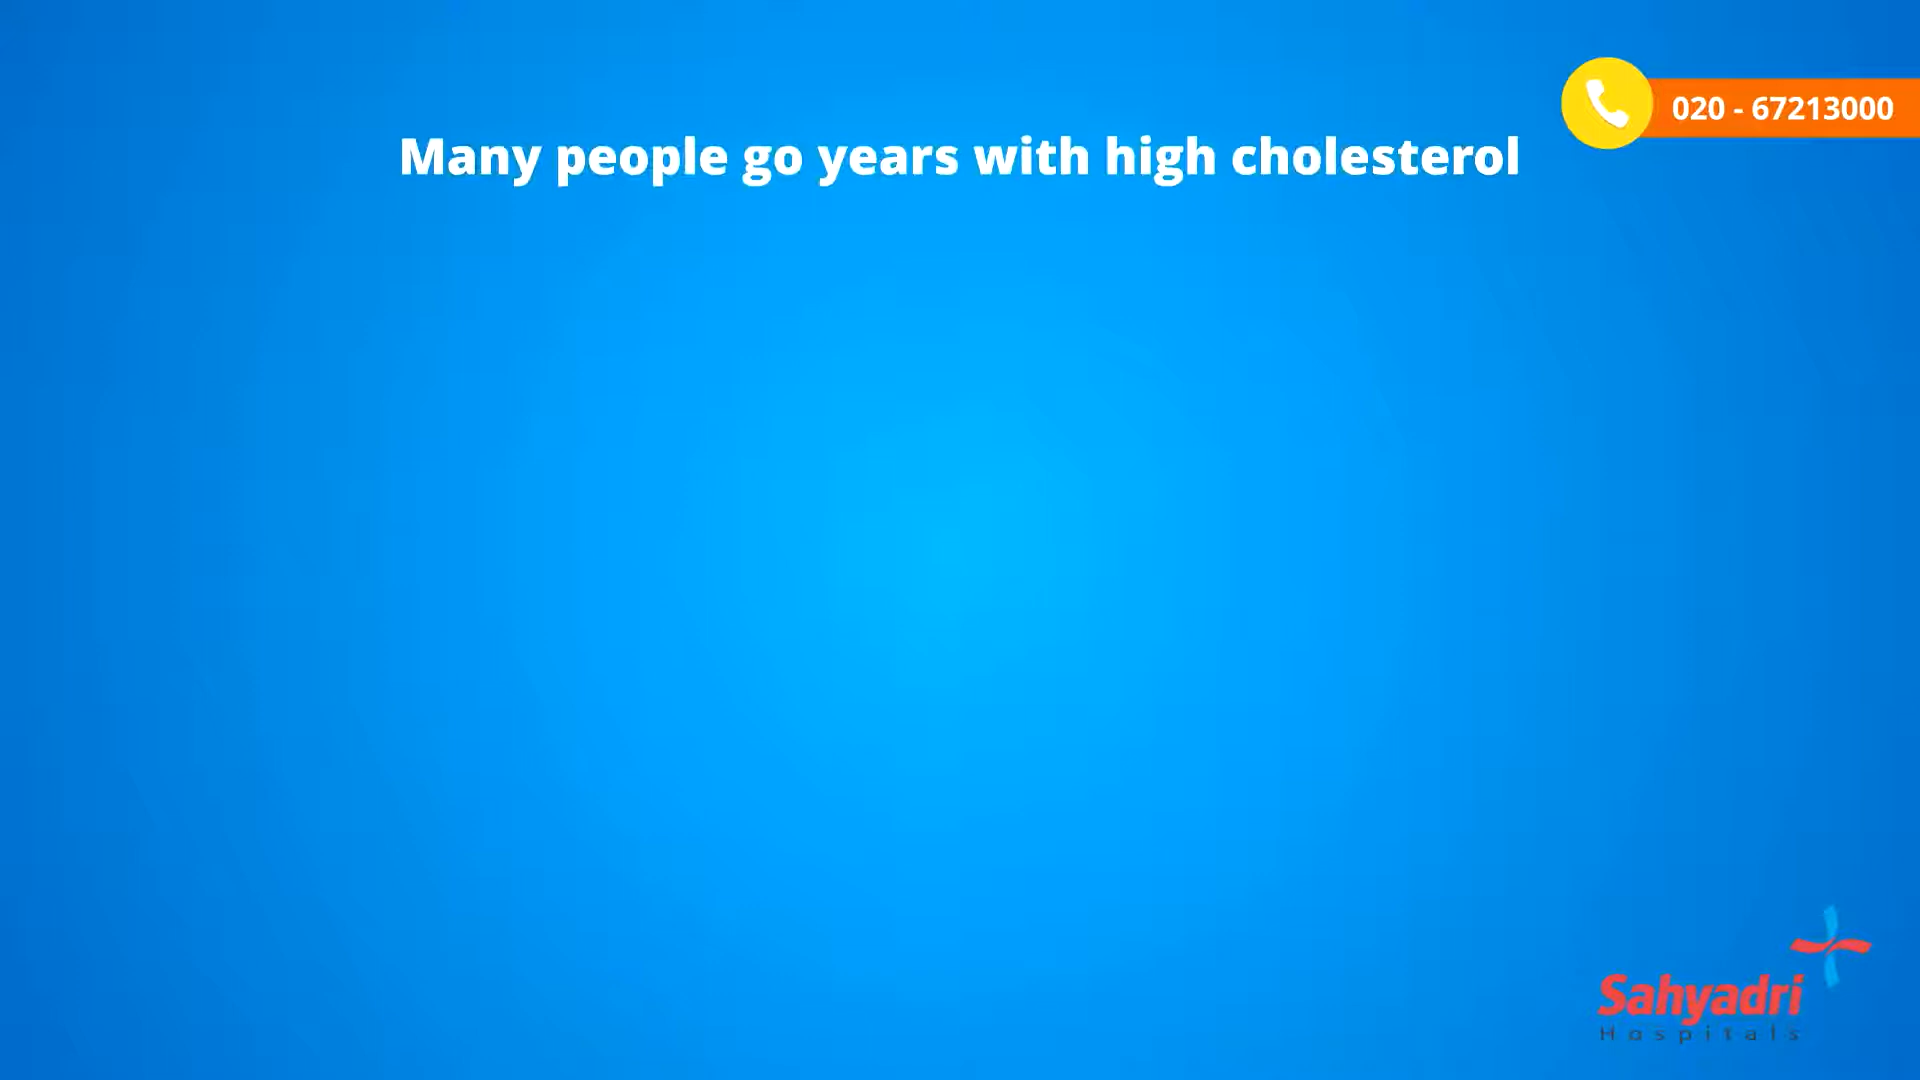 020 - 67213000
Many people go years with high cholesterol
Sahyadri
Hospitals